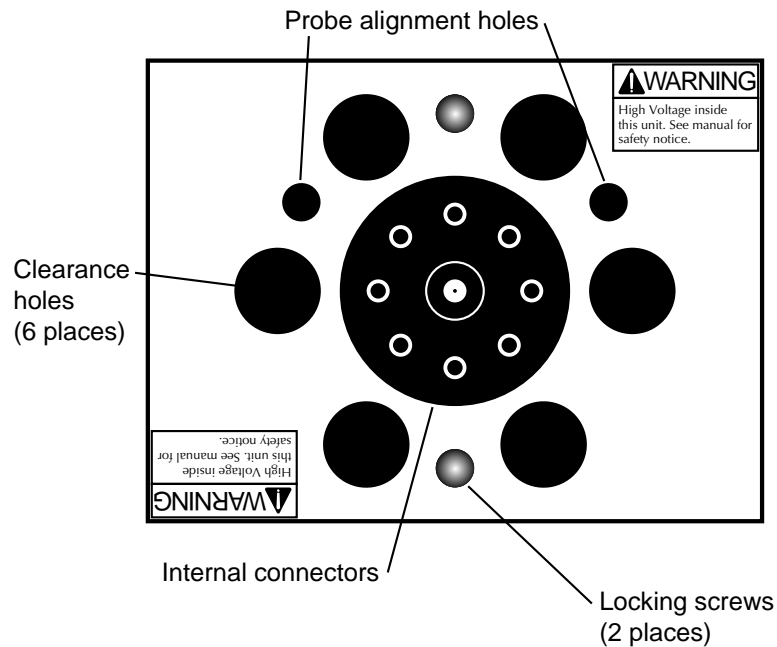 Probe alignment holes
WARNING
High Voltage inside
this unit. See manual for
safety notice.
Clearance
holes
(6 places)
WARNING
High Voltage inside
this unit. See manual for
safety notice.
Internal connectors
Locking screws
(2 places)